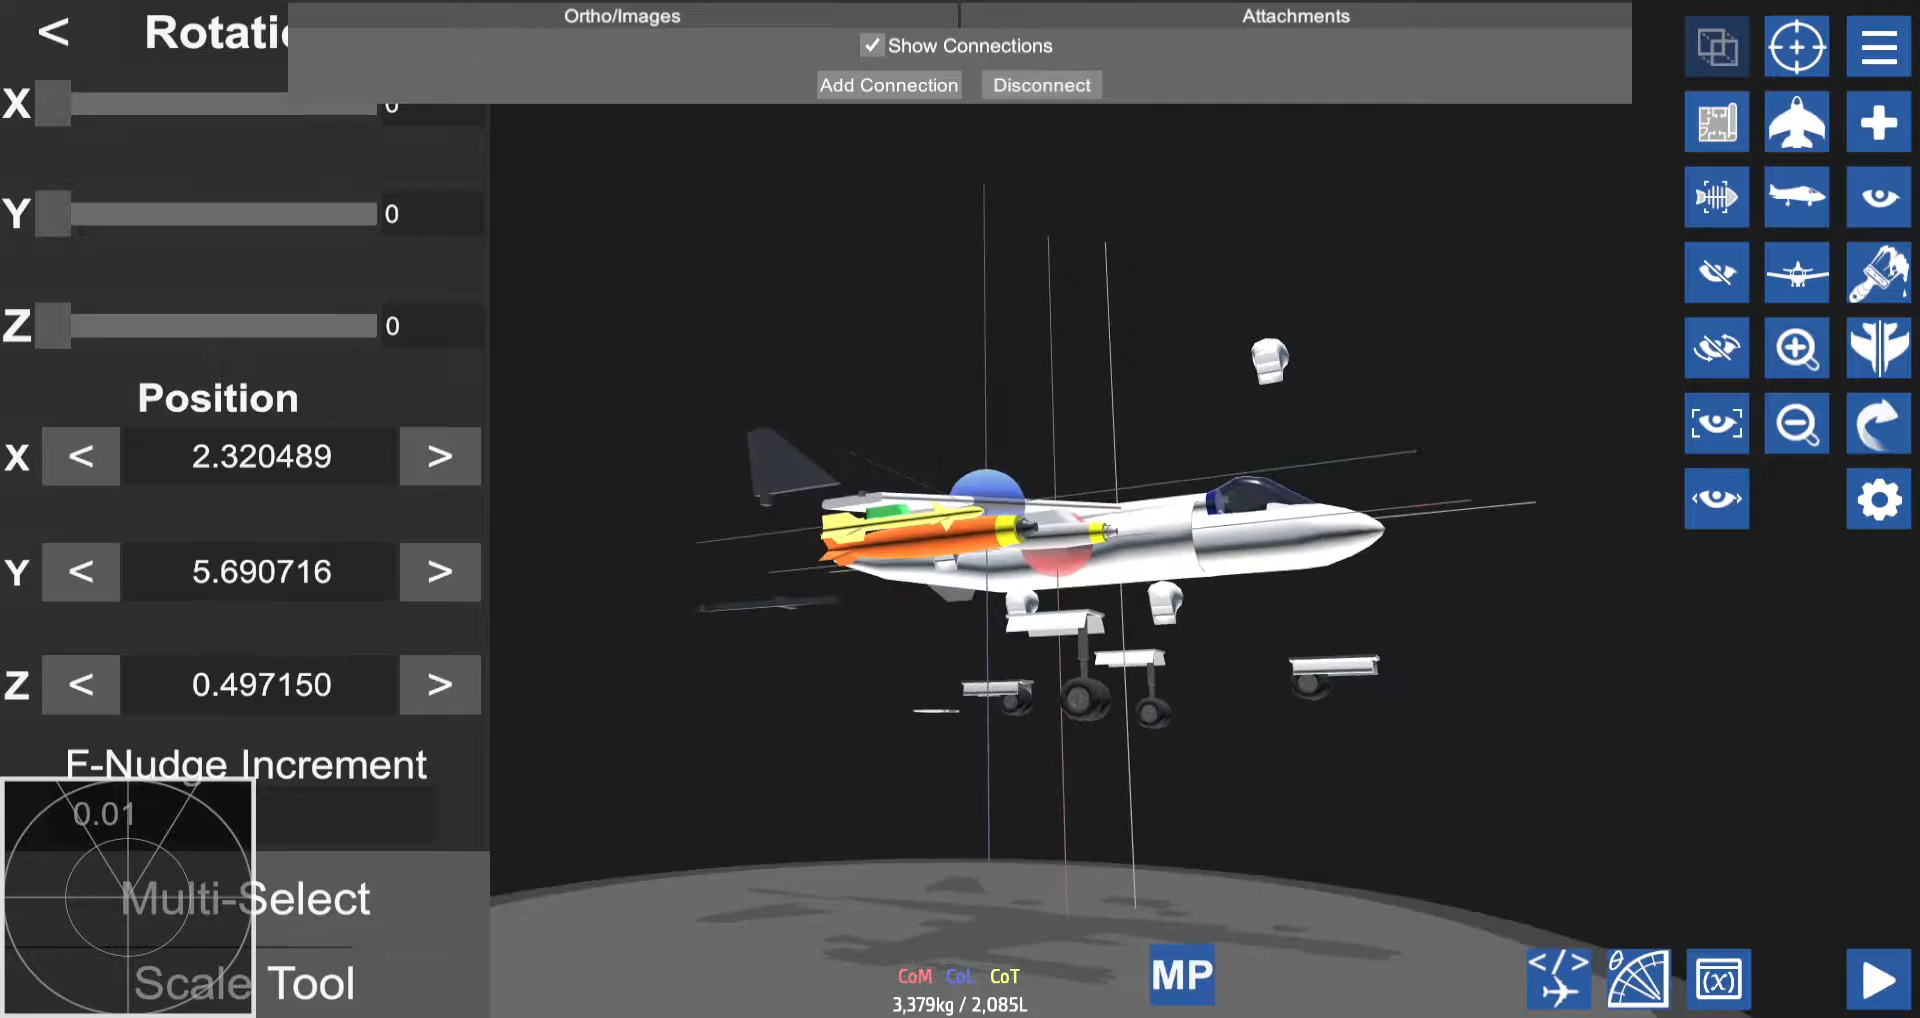 Ortho/Images
Attachments
< Rotati
Show Connections
Add Connection
Disconnect
X 0
Y 0
Z 0
Position
X < 2.320489 >
Y < 5.690716 >
Z < 0.497150 >
F-Nudge Increment
0.01
Multi-Select
Scale Tool
CoM CoL CoT
3,379kg / 2,085L
MP
</> θ (x)